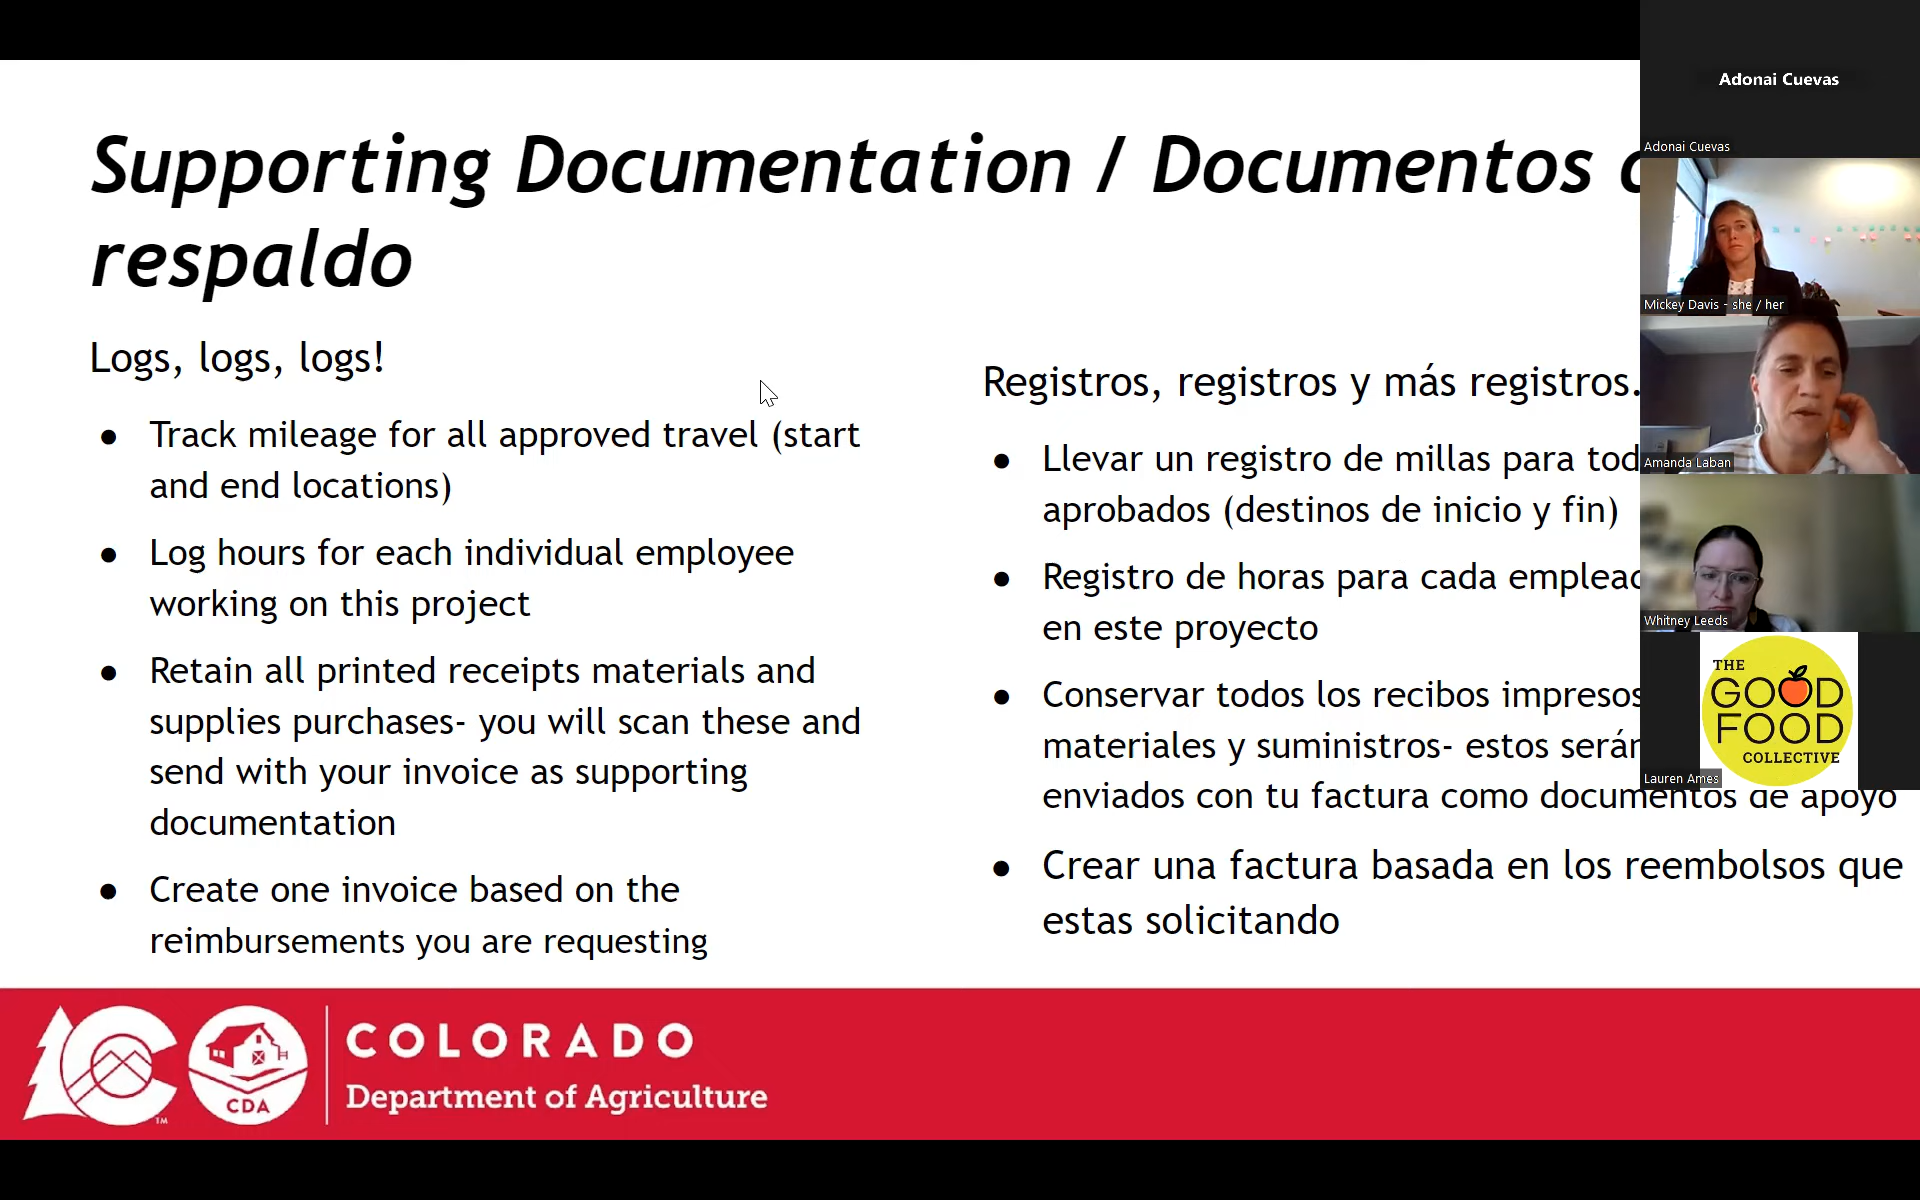 Supporting Documentation / Documentos
respaldo
Logs, logs, logs!
● Track mileage for all approved travel (start
and end locations)
● Log hours for each individual employee
working on this project
● Retain all printed receipts materials and
supplies purchases- you will scan these and
send with your invoice as supporting
documentation
● Create one invoice based on the
reimbursements you are requesting
Registros, registros y más registros.
● Llevar un registro de millas para
aprobados (destinos de inicio y fin)
● Registro de horas para cada
en este proyecto
● Conservar todos los recibos impresos
materiales y suministros- estos
enviados con tu factura como documentos de apoyo
● Crear una factura basada en los reembolsos que
estas solicitando
CDA
TM
COLORADO
Department of Agriculture
Adonai Cuevas
Adonai Cuevas
Mickey Davis - she / her
Amanda Laban
Whitney Leeds
THE
GOOD
FOOD
COLLECTIVE
Lauren Ames